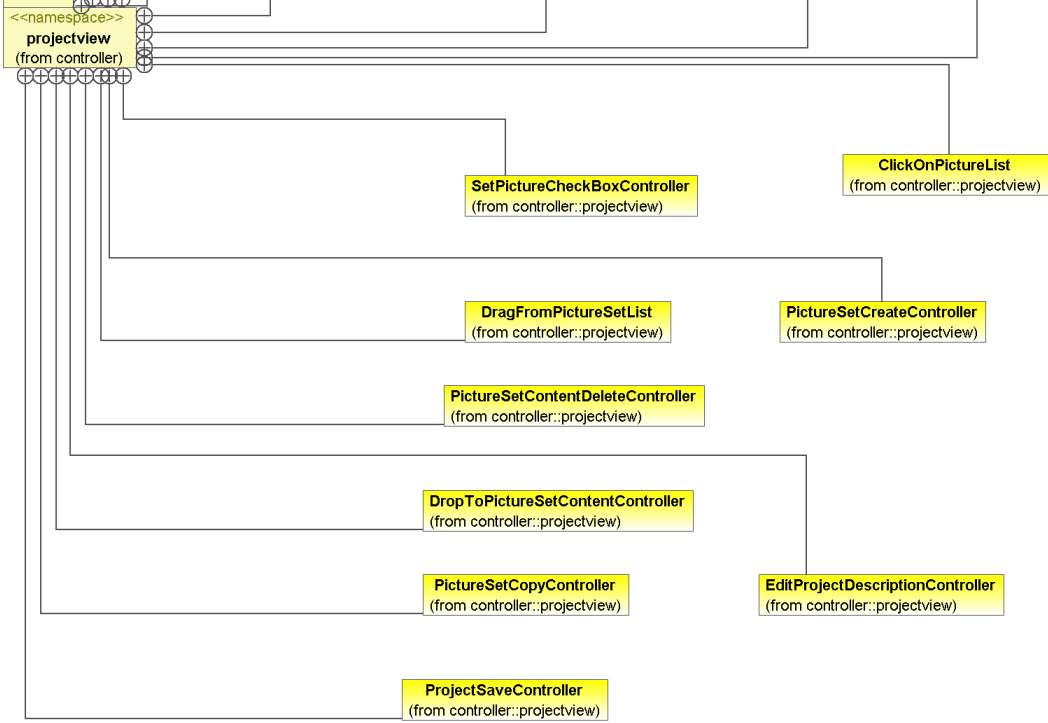 <<namespace>>
projectview
(from controller)
ClickOnPictureList
(from controller::projectview)
SetPictureCheckBoxController
(from controller::projectview)
DragFromPictureSetList
(from controller::projectview)
PictureSetCreateController
(from controller::projectview)
PictureSetContentDeleteController
(from controller::projectview)
DropToPictureSetContentController
(from controller::projectview)
PictureSetCopyController
(from controller::projectview)
EditProjectDescriptionController
(from controller::projectview)
ProjectSaveController
(from controller::projectview)